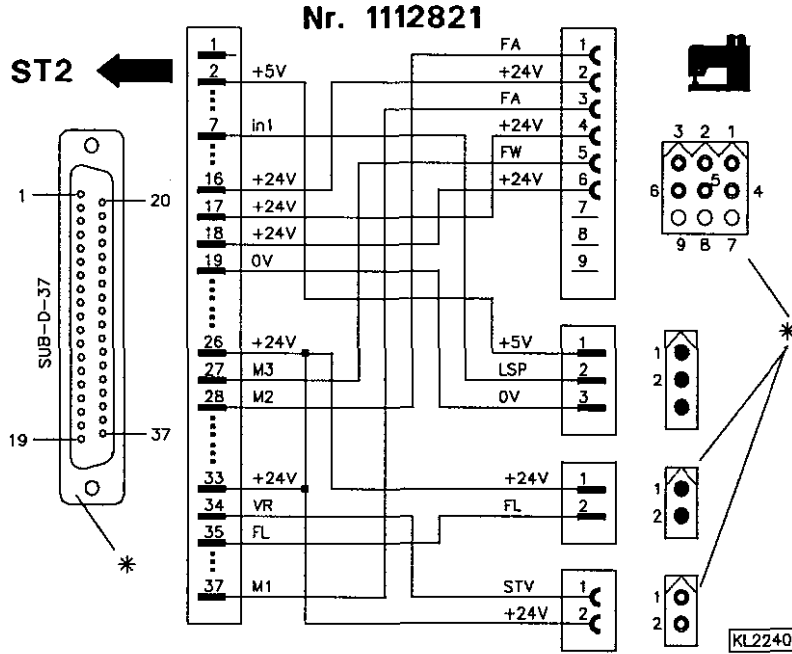 Nr. 1112821
ST2
SUB-D-37
1
20
19
37
*
1
2 +5V
7 in1
16 +24V
17 +24V
18 +24V
19 0V
26 +24V
27 M3
28 M2
33 +24V
34 VR
35 FL
37 M1
FA 1
+24V 2
FA 3
+24V 4
FW 5
+24V 6
7
8
9
+5V 1
LSP 2
0V 3
+24V 1
FL 2
STV 1
+24V 2
3 2 1
6 5 4
9 8 7
*
1
2
1
2
1
2
KL2240